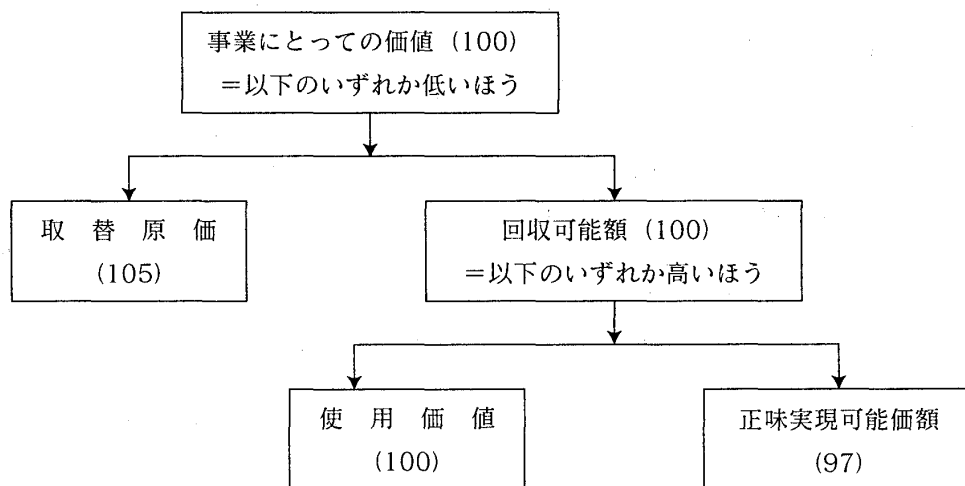 事業にとっての価値 (100)
＝以下のいずれか低いほう
取替原価
(105)
回収可能額 (100)
＝以下のいずれか高いほう
使用価値
(100)
正味実現可能価額
(97)